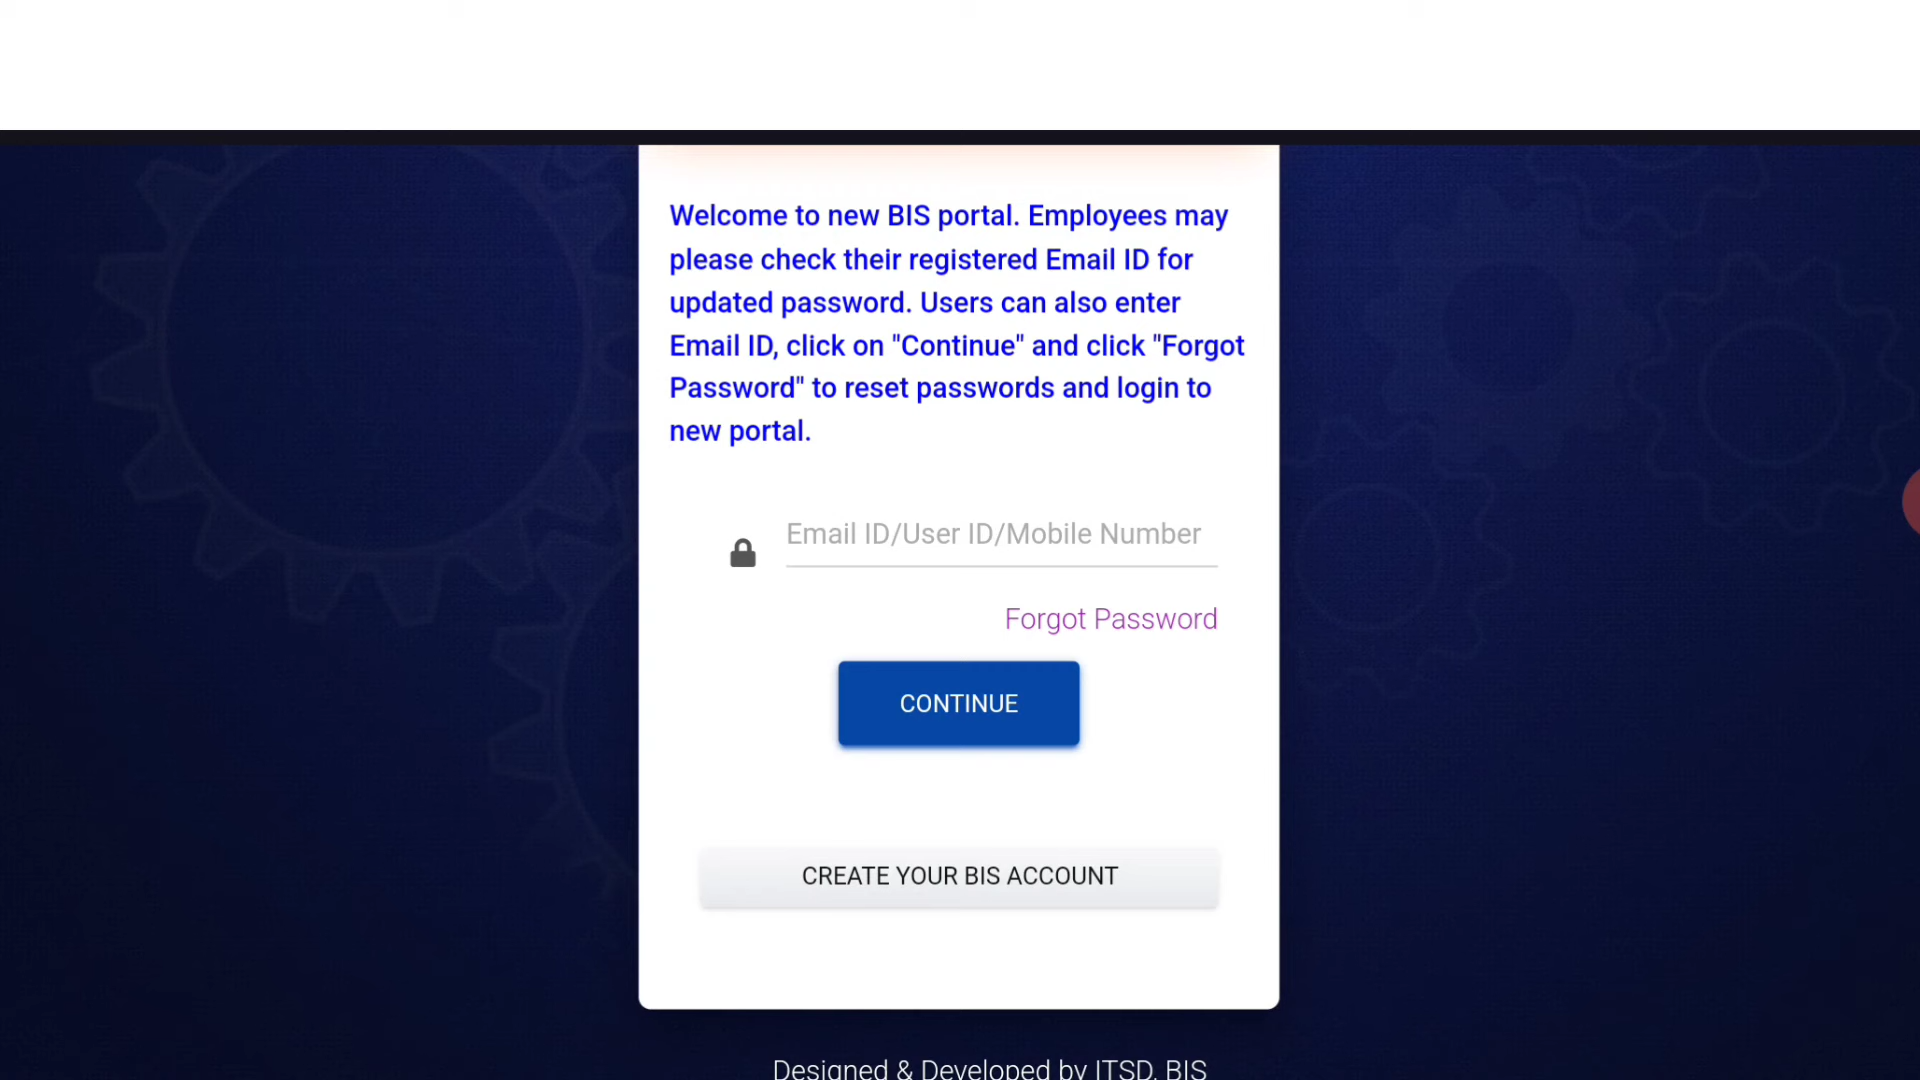 Welcome to new BIS portal. Employees may
please check their registered Email ID for
updated password. Users can also enter
Email ID, click on "Continue" and click "Forgot
Password" to reset passwords and login to
new portal.
Email ID/User ID/Mobile Number
Forgot Password
CONTINUE
CREATE YOUR BIS ACCOUNT
Designed & Developed by ITSD, BIS